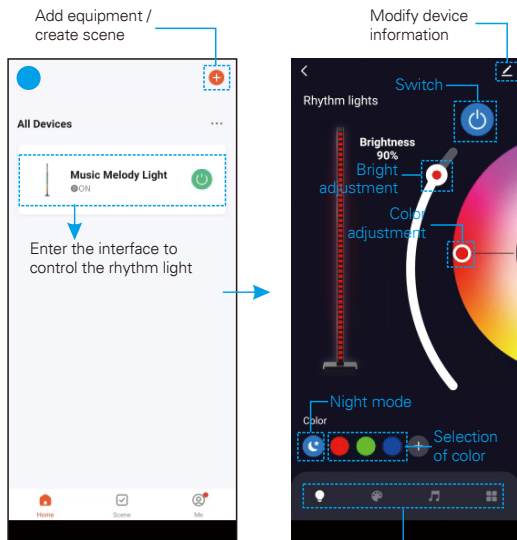 Add equipment /
create scene
All Devices
Music Melody Light
ON
Enter the interface to
control the rhythm light
Home
Scene
Me
Modify device
information
Rhythm lights
Switch
Brightness
90%
Bright
adjustment
Color
adjustment
Night mode
Color
Selection
of color